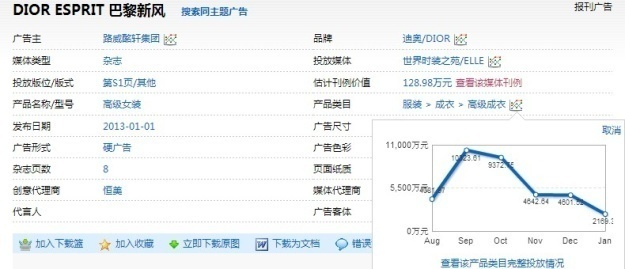 DIOR ESPRIT 巴黎新风 搜索同主题广告 报刊广告
广告主 路威酩轩集团 品牌 迪奥/DIOR
媒体类型 杂志 投放媒体 世界时装之苑/ELLE
投放版位/版式 第S1页/其他 估计刊例价值 128.98万元 查看该媒体刊例
产品名称/型号 高级女装 产品类目 服装 > 成衣 > 高级成衣
发布日期 2013-01-01 广告尺寸
取消
广告形式 硬广告 广告色彩
11,000万元
杂志页数 8 页面纸质
10323.61
9372.75
创意代理商 恒美 媒体代理商
5,500万元
4642.64
4601.52
2169.3
代言人 广告客体
0万元
Aug Sep Oct Nov Dec Jan
加入下载篮 加入收藏 立即下载原图 下载为文档 错误
查看该产品类目完整投放情况